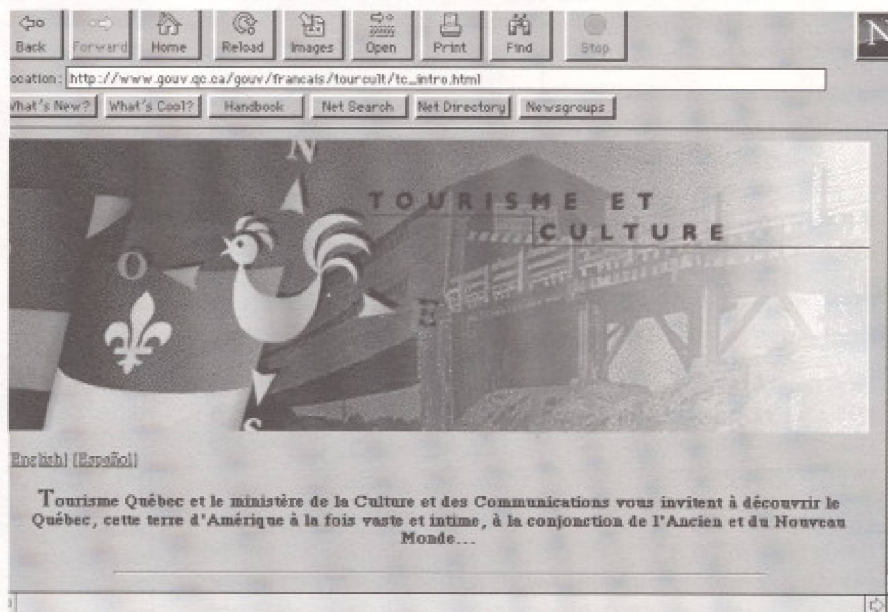 Back Forward Home Reload Images Open Print Find Stop
N
ocation: http://www.gouv.qc.ca/gouv/francais/tourcult/tc_intro.html
What's New? What's Cool? Handbook Net Search Net Directory Newsgroups
N
TOURISME ET
CULTURE
O
E
S
[English] [Español]
Tourisme Québec et le ministère de la Culture et des Communications vous invitent à découvrir le
Québec, cette terre d'Amérique à la fois vaste et intime, à la conjonction de l'Ancien et du Nouveau
Monde...